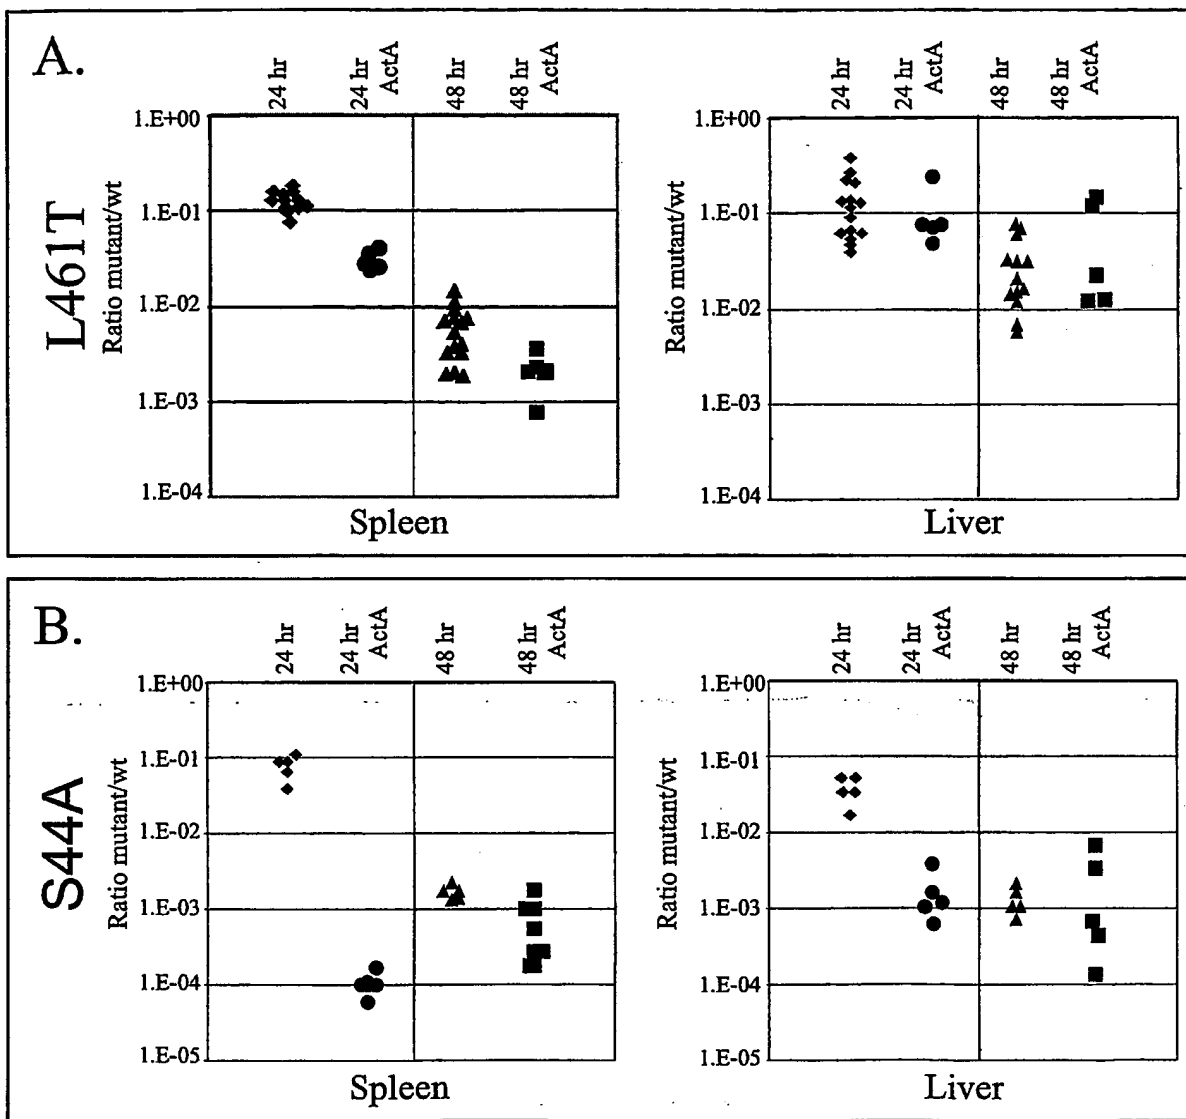 A.
L461T
24 hr
24 hr ActA
48 hr
48 hr ActA
Ratio mutant/wt
1.E+00
1.E-01
1.E-02
1.E-03
1.E-04
Spleen
24 hr
24 hr ActA
48 hr
48 hr ActA
Ratio mutant/wt
1.E+00
1.E-01
1.E-02
1.E-03
1.E-04
Liver
B.
S44A
24 hr
24 hr ActA
48 hr
48 hr ActA
Ratio mutant/wt
1.E+00
1.E-01
1.E-02
1.E-03
1.E-04
1.E-05
Spleen
24 hr
24 hr ActA
48 hr
48 hr ActA
Ratio mutant/wt
1.E+00
1.E-01
1.E-02
1.E-03
1.E-04
1.E-05
Liver